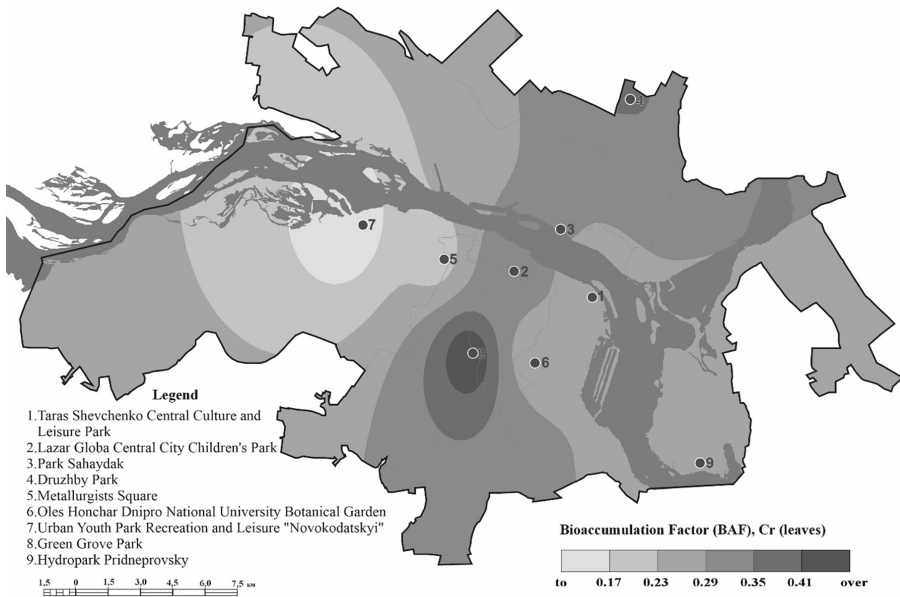 4
3
7
5
2
1
8
6
9
Legend
1.Taras Shevchenko Central Culture and
Leisure Park
2.Lazar Globa Central City Children's Park
3.Park Sahaydak
4.Druzhby Park
5.Metallurgists Square
6.Oles Honchar Dnipro National University Botanical Garden
7.Urban Youth Park Recreation and Leisure "Novokodatskyi"
8.Green Grove Park
9.Hydropark Pridneprovsky
1,5 0 1,5 3,0 4,5 6,0 7,5 км
Bioaccumulation Factor (BAF), Cr (leaves)
to 0.17 0.23 0.29 0.35 0.41 over